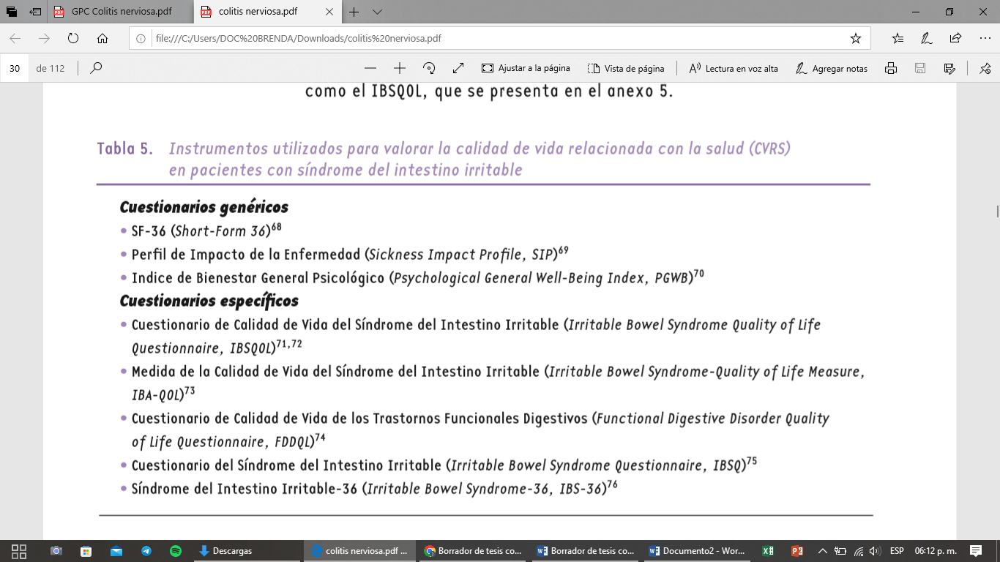 GPC Colitis nerviosa.pdf
colitis nerviosa.pdf
file:///C:/Users/DOC%20BRENDA/Downloads/colitis%20nerviosa.pdf
30 de 112
Ajustar a la página
Vista de página
Lectura en voz alta
Agregar notas
como el IBSQOL, que se presenta en el anexo 5.
Tabla 5. Instrumentos utilizados para valorar la calidad de vida relacionada con la salud (CVRS)
en pacientes con síndrome del intestino irritable
Cuestionarios genéricos
• SF-36 (Short-Form 36)68
• Perfil de Impacto de la Enfermedad (Sickness Impact Profile, SIP)69
• Indice de Bienestar General Psicológico (Psychological General Well-Being Index, PGWB)70
Cuestionarios específicos
• Cuestionario de Calidad de Vida del Síndrome del Intestino Irritable (Irritable Bowel Syndrome Quality of Life
Questionnaire, IBSQOL)71,72
• Medida de la Calidad de Vida del Síndrome del Intestino Irritable (Irritable Bowel Syndrome-Quality of Life Measure,
IBA-QOL)73
• Cuestionario de Calidad de Vida de los Trastornos Funcionales Digestivos (Functional Digestive Disorder Quality
of Life Questionnaire, FDDQL)74
• Cuestionario del Síndrome del Intestino Irritable (Irritable Bowel Syndrome Questionnaire, IBSQ)75
• Síndrome del Intestino Irritable-36 (Irritable Bowel Syndrome-36, IBS-36)76
Descargas
colitis nerviosa.pdf ...
Borrador de tesis co...
Borrador de tesis co...
Documento2 - Wor...
ESP
06:12 p. m.